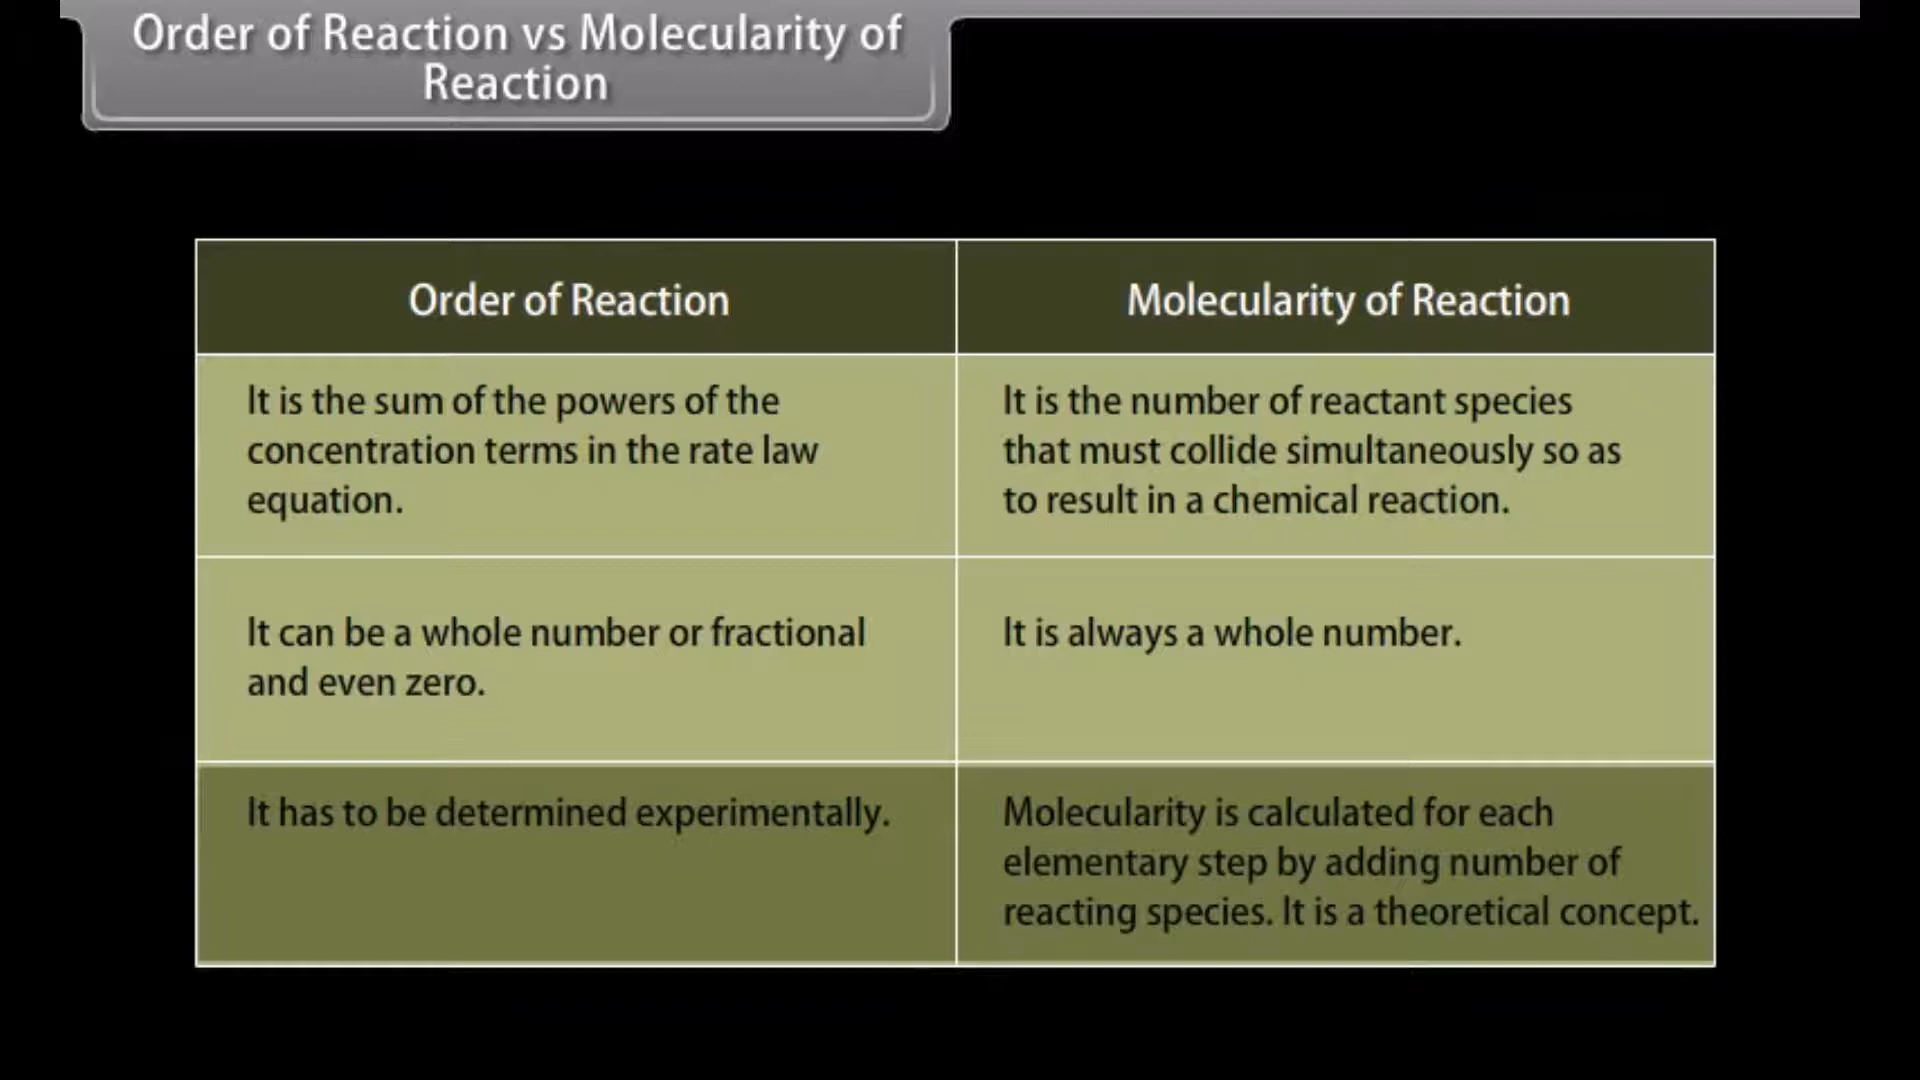 Order of Reaction vs Molecularity of
Reaction
Order of Reaction
Molecularity of Reaction
It is the sum of the powers of the
concentration terms in the rate law
equation.
It is the number of reactant species
that must collide simultaneously so as
to result in a chemical reaction.
It can be a whole number or fractional
and even zero.
It is always a whole number.
It has to be determined experimentally.
Molecularity is calculated for each
elementary step by adding number of
reacting species. It is a theoretical concept.